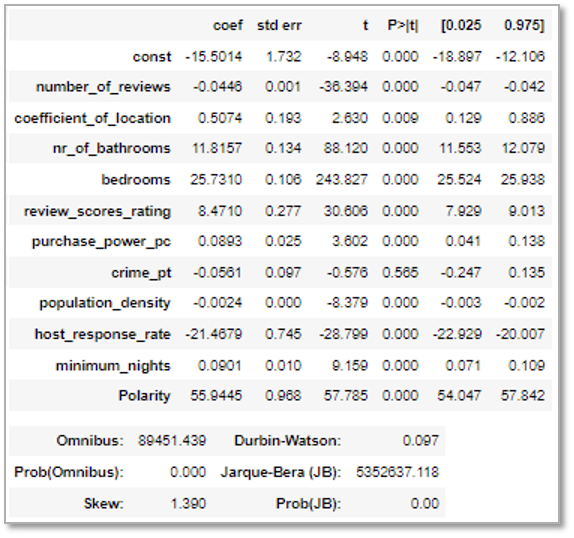 coef std err t P>|t| [0.025 0.975]
const -15.5014 1.732 -8.948 0.000 -18.897 -12.106
number_of_reviews -0.0446 0.001 -36.394 0.000 -0.047 -0.042
coefficient_of_location 0.5074 0.193 2.630 0.009 0.129 0.886
nr_of_bathrooms 11.8157 0.134 88.120 0.000 11.553 12.079
bedrooms 25.7310 0.106 243.827 0.000 25.524 25.938
review_scores_rating 8.4710 0.277 30.606 0.000 7.929 9.013
purchase_power_pc 0.0893 0.025 3.602 0.000 0.041 0.138
crime_pt -0.0561 0.097 -0.576 0.565 -0.247 0.135
population_density -0.0024 0.000 -8.379 0.000 -0.003 -0.002
host_response_rate -21.4679 0.745 -28.799 0.000 -22.929 -20.007
minimum_nights 0.0901 0.010 9.159 0.000 0.071 0.109
Polarity 55.9445 0.968 57.785 0.000 54.047 57.842
Omnibus: 89451.439 Durbin-Watson: 0.097
Prob(Omnibus): 0.000 Jarque-Bera (JB): 5352637.118
Skew: 1.390 Prob(JB): 0.00